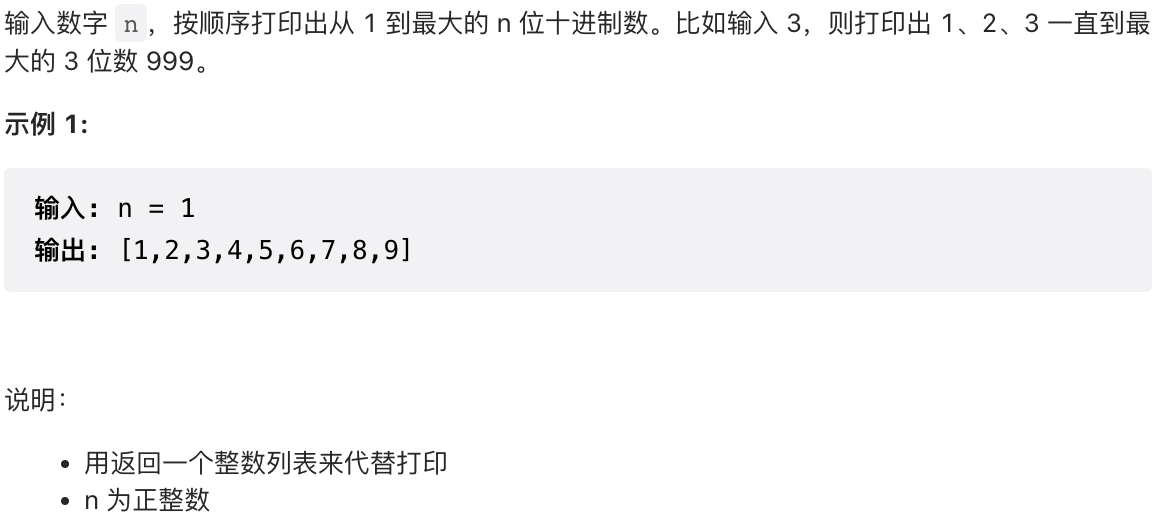 输入数字 n，按顺序打印出从 1 到最大的 n 位十进制数。比如输入 3，则打印出 1、2、3 一直到最
大的 3 位数 999。
示例 1:
输入: n = 1
输出: [1,2,3,4,5,6,7,8,9]
说明：
• 用返回一个整数列表来代替打印
• n 为正整数